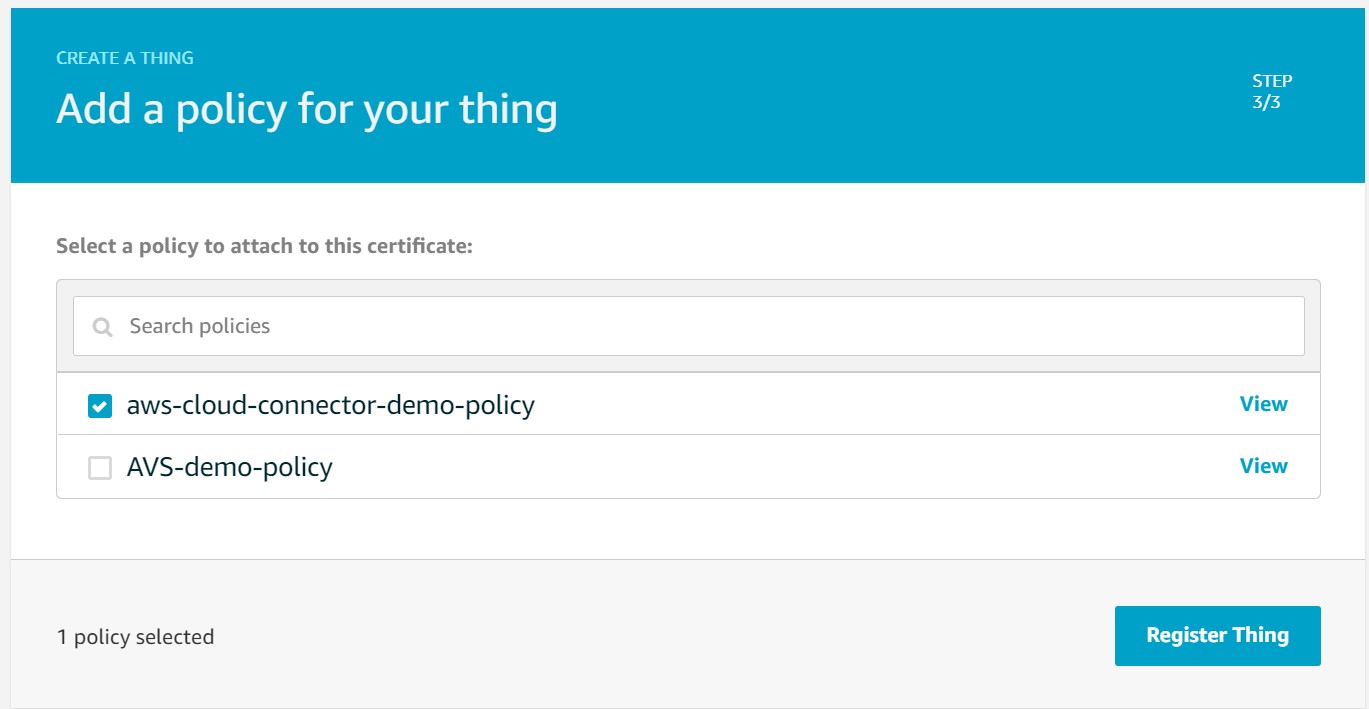 CREATE A THING
Add a policy for your thing
STEP
3/3
Select a policy to attach to this certificate:
Search policies
aws-cloud-connector-demo-policy View
AVS-demo-policy View
1 policy selected
Register Thing